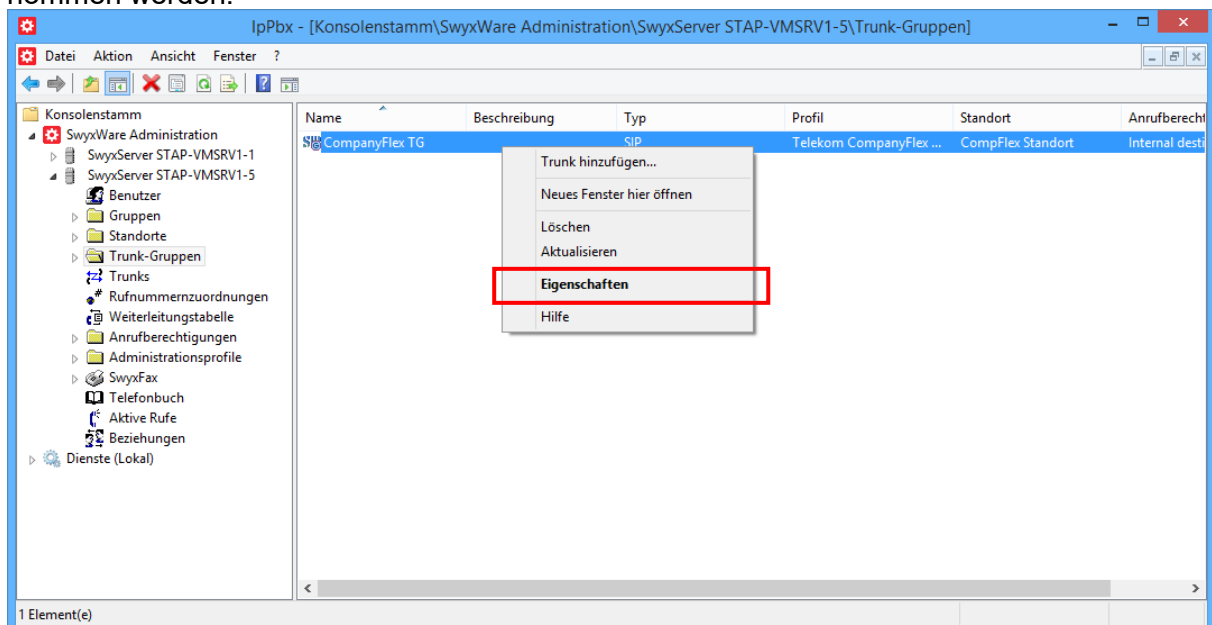 nommen werden.
IpPbx - [Konsolenstamm\SwyxWare Administration\SwyxServer STAP-VMSRV1-5\Trunk-Gruppen]
Datei Aktion Ansicht Fenster ?
Konsolenstamm
SwyxWare Administration
SwyxServer STAP-VMSRV1-1
SwyxServer STAP-VMSRV1-5
Benutzer
Gruppen
Standorte
Trunk-Gruppen
Trunks
Rufnummernzuordnungen
Weiterleitungstabelle
Anrufberechtigungen
Administrationsprofile
SwyxFax
Telefonbuch
Aktive Rufe
Beziehungen
Dienste (Lokal)
Name Beschreibung Typ Profil Standort Anrufberecht
CompanyFlex TG SIP Telekom CompanyFlex ... CompFlex Standort Internal desti
Trunk hinzufügen...
Neues Fenster hier öffnen
Löschen
Aktualisieren
Eigenschaften
Hilfe
1 Element(e)